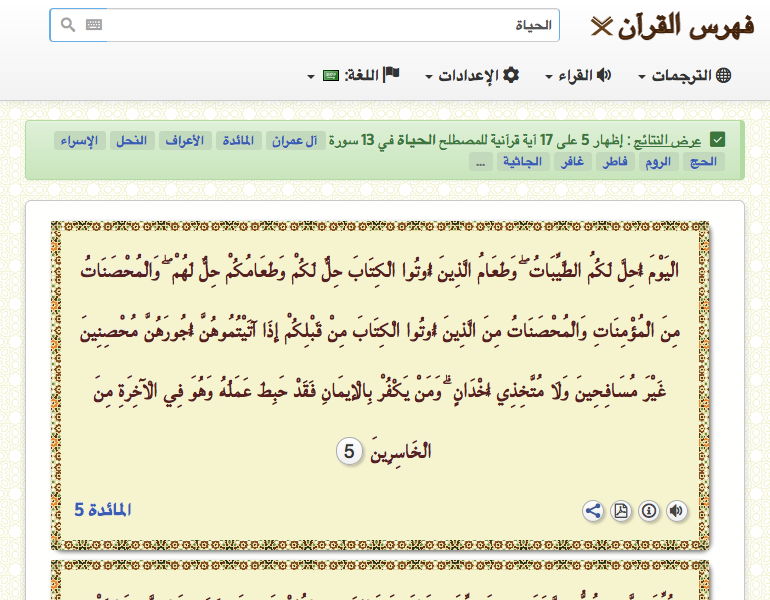 فهرس القرآن
الحياة
الترجمات
القراء
الإعدادات
اللغة:
عرض النتائج : إظهار 5 على 17 آية قرآنية للمصطلح الحياة في 13 سورة آل عمران المائدة الأعراف النحل الإسراء
الحج الروم فاطر غافر الجاثية ...
الْيَوْمَ أُحِلَّ لَكُمُ الطَّيِّبَاتُ ۖ وَطَعَامُ الَّذِينَ أُوتُوا الْكِتَابَ حِلٌّ لَكُمْ وَطَعَامُكُمْ حِلٌّ لَهُمْ ۖ وَالْمُحْصَنَاتُ
مِنَ الْمُؤْمِنَاتِ وَالْمُحْصَنَاتُ مِنَ الَّذِينَ أُوتُوا الْكِتَابَ مِنْ قَبْلِكُمْ إِذَا آتَيْتُمُوهُنَّ أُجُورَهُنَّ مُحْصِنِينَ
غَيْرَ مُسَافِحِينَ وَلَا مُتَّخِذِي أَخْدَانٍ ۗ وَمَنْ يَكْفُرْ بِالْإِيمَانِ فَقَدْ حَبِطَ عَمَلُهُ وَهُوَ فِي الْآخِرَةِ مِنَ
الْخَاسِرِينَ 5
المائدة 5